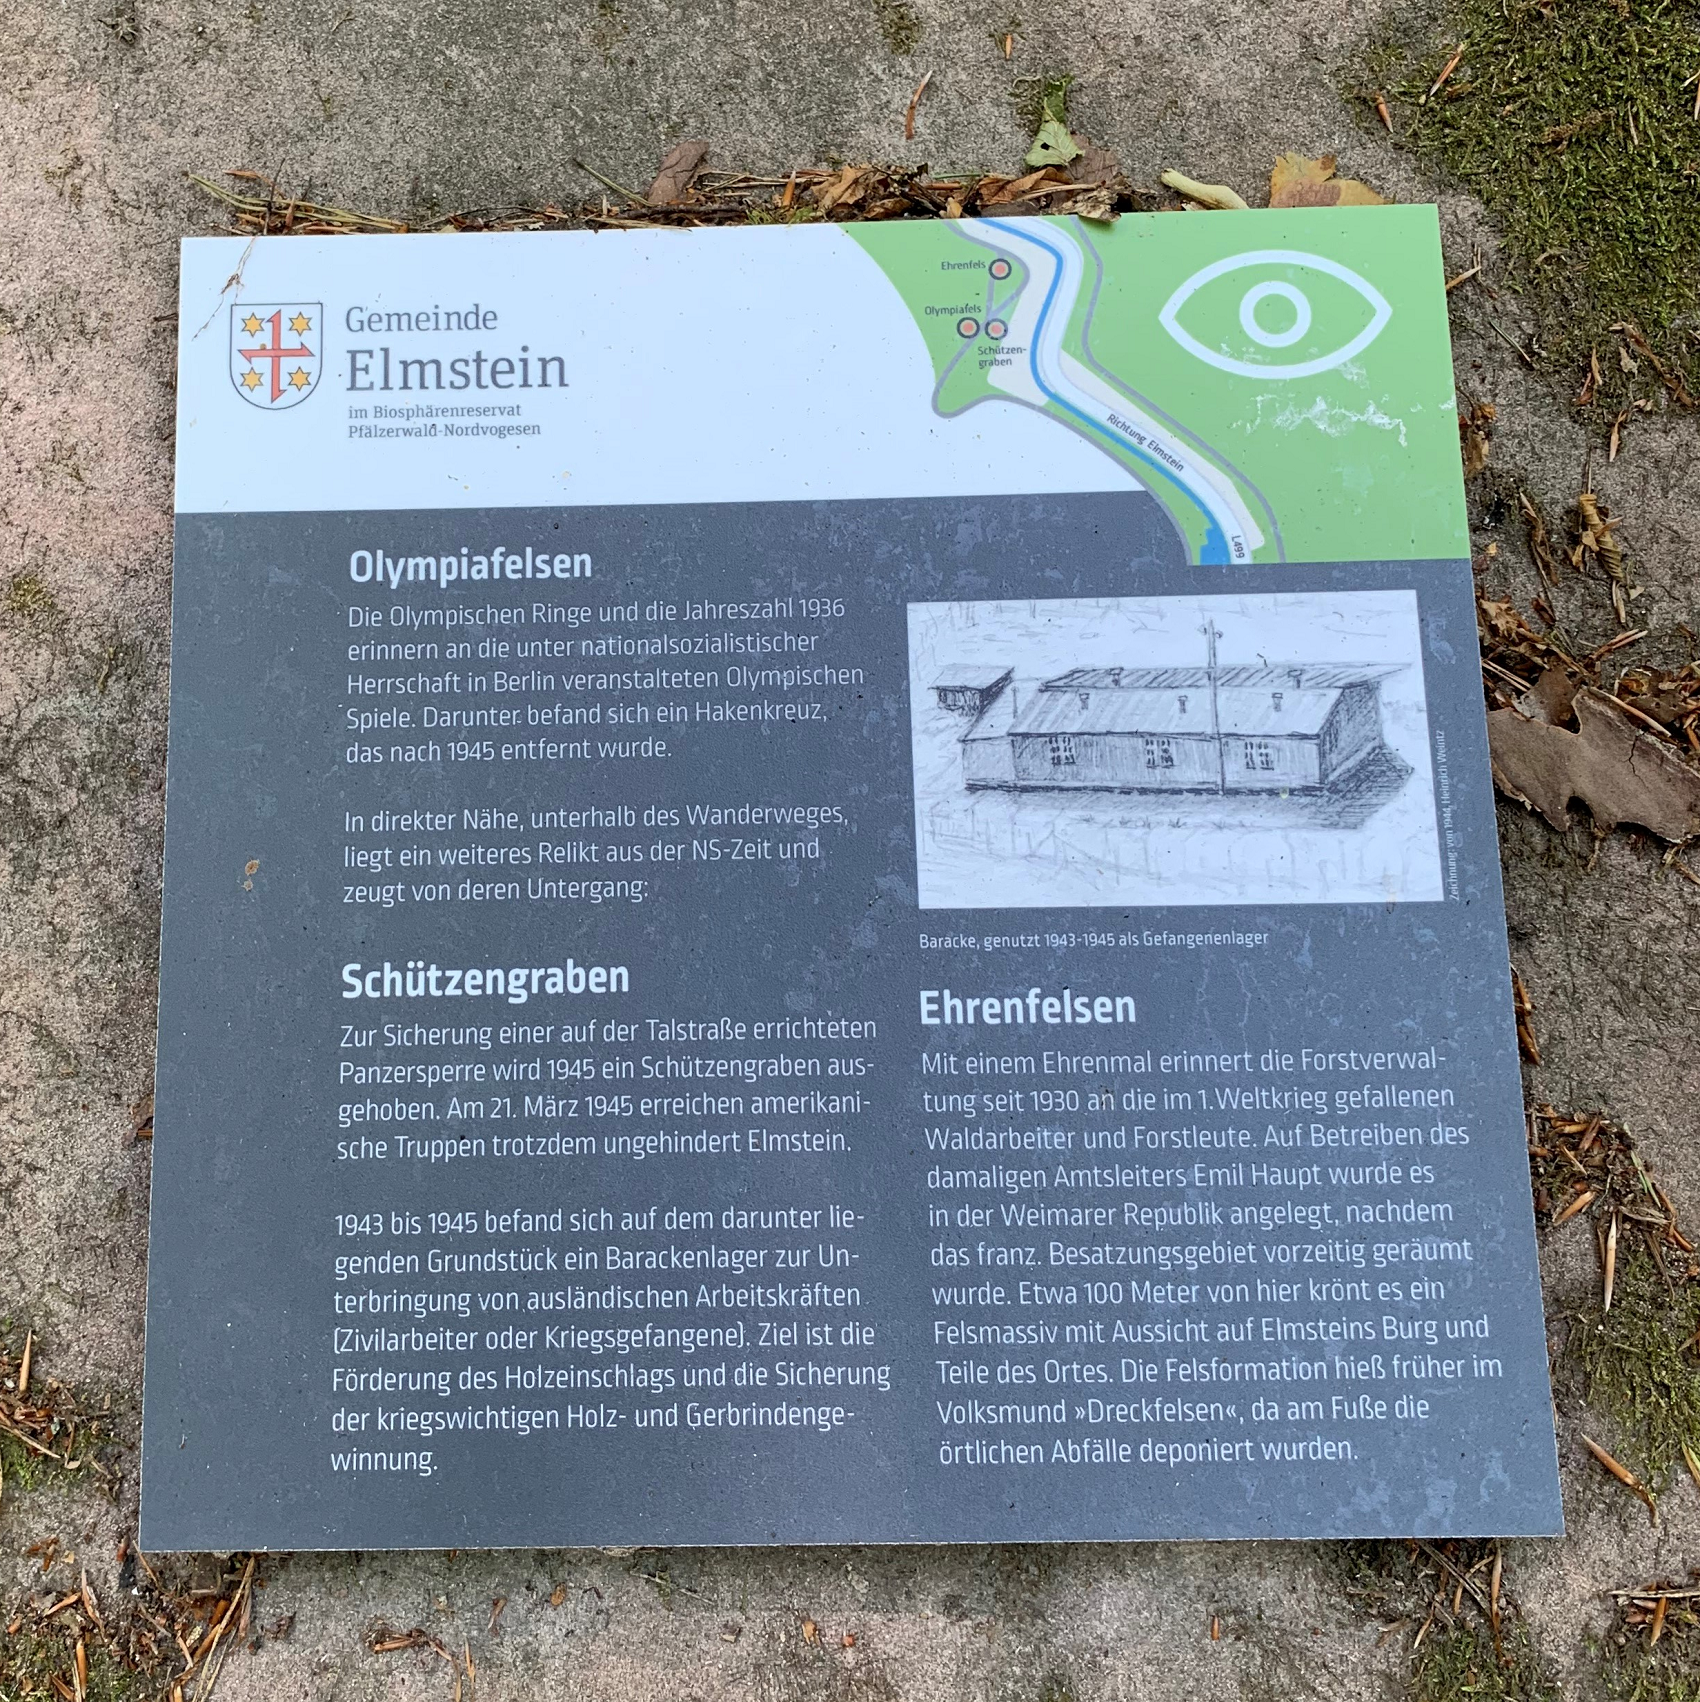 Gemeinde
Elmstein
im Biosphärenreservat
Pfälzerwald-Nordvogesen
Ehrenfels
Olympiafels
Schützen-
graben
Richtung Elmstein
L499
Olympiafelsen
Die Olympischen Ringe und die Jahreszahl 1936
erinnern an die unter nationalsozialistischer
Herrschaft in Berlin veranstalteten Olympischen
Spiele. Darunter befand sich ein Hakenkreuz,
das nach 1945 entfernt wurde.
In direkter Nähe, unterhalb des Wanderweges,
liegt ein weiteres Relikt aus der NS-Zeit und
zeugt von deren Untergang:
Schützengraben
Zur Sicherung einer auf der Talstraße errichteten
Panzersperre wird 1945 ein Schützengraben aus-
gehoben. Am 21. März 1945 erreichen amerikani-
sche Truppen trotzdem ungehindert Elmstein.
1943 bis 1945 befand sich auf dem darunter lie-
genden Grundstück ein Barackenlager zur Un-
terbringung von ausländischen Arbeitskräften
(Zivilarbeiter oder Kriegsgefangene). Ziel ist die
Förderung des Holzeinschlags und die Sicherung
der kriegswichtigen Holz- und Gerbrindenge-
winnung.
Zeichnung: von 1944, Heinrich Weintz
Baracke, genutzt 1943-1945 als Gefangenenlager
Ehrenfelsen
Mit einem Ehrenmal erinnert die Forstverwal-
tung seit 1930 an die im 1.Weltkrieg gefallenen
Waldarbeiter und Forstleute. Auf Betreiben des
damaligen Amtsleiters Emil Haupt wurde es
in der Weimarer Republik angelegt, nachdem
das franz. Besatzungsgebiet vorzeitig geräumt
wurde. Etwa 100 Meter von hier krönt es ein
Felsmassiv mit Aussicht auf Elmsteins Burg und
Teile des Ortes. Die Felsformation hieß früher im
Volksmund »Dreckfelsen«, da am Fuße die
örtlichen Abfälle deponiert wurden.